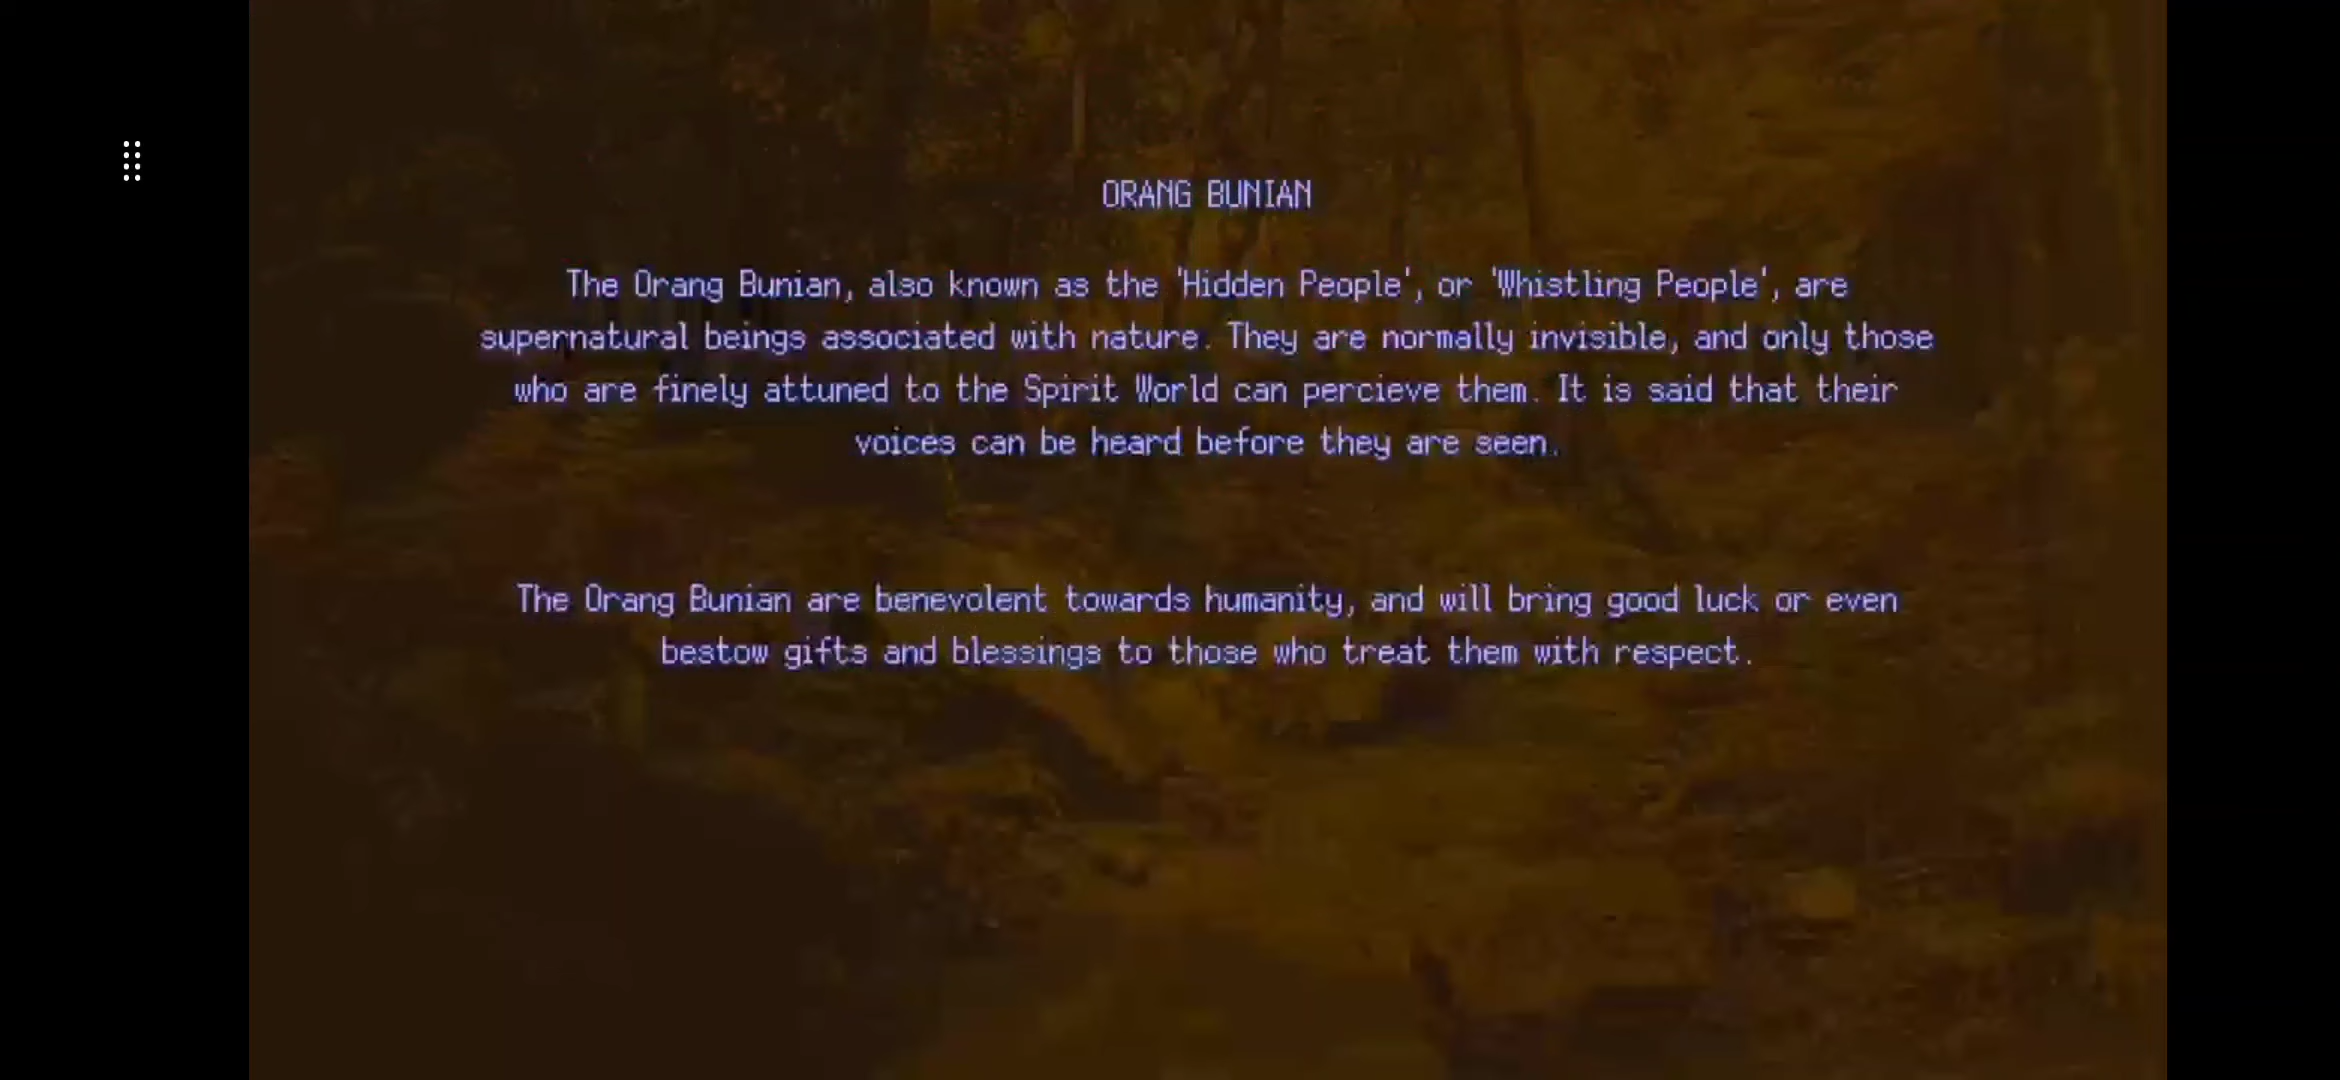 ORANG BUNIAN
The Orang Bunian, also known as the 'Hidden People', or 'Whistling People', are
supernatural beings associated with nature. They are normally invisible, and only those
who are finely attuned to the Spirit World can percieve them. It is said that their
voices can be heard before they are seen.
The Orang Bunian are benevolent towards humanity, and will bring good luck or even
bestow gifts and blessings to those who treat them with respect.